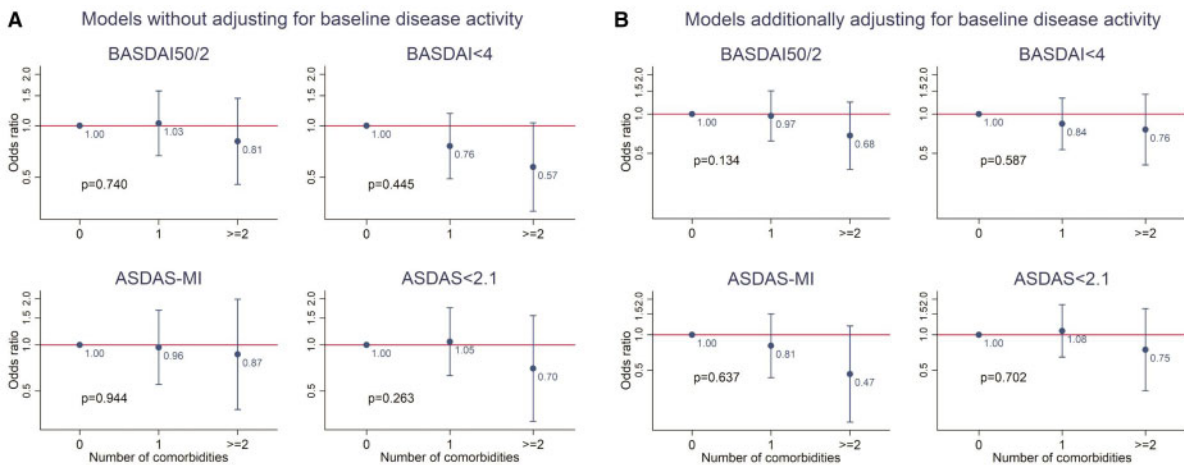 A
Models without adjusting for baseline disease activity
BASDAI50/2
Odds ratio
2.0
1.5
1.0
0.5
1.00
1.03
0.81
p=0.740
0
1
>=2
BASDAI<4
2.0
1.5
1.0
0.5
1.00
0.76
0.57
p=0.445
0
1
>=2
ASDAS-MI
Odds ratio
2.0
1.5
1.0
0.5
1.00
0.96
0.87
p=0.944
0
1
>=2
Number of comorbidities
ASDAS<2.1
2.0
1.5
1.0
0.5
1.00
1.05
0.70
p=0.263
0
1
>=2
Number of comorbidities
B
Models additionally adjusting for baseline disease activity
BASDAI50/2
Odds ratio
2.0
1.5
1.0
0.5
1.00
0.97
0.68
p=0.134
0
1
>=2
BASDAI<4
2.0
1.5
1.0
0.5
1.00
0.84
0.76
p=0.587
0
1
>=2
ASDAS-MI
Odds ratio
2.0
1.5
1.0
0.5
1.00
0.81
0.47
p=0.637
0
1
>=2
Number of comorbidities
ASDAS<2.1
2.0
1.5
1.0
0.5
1.00
1.08
0.75
p=0.702
0
1
>=2
Number of comorbidities